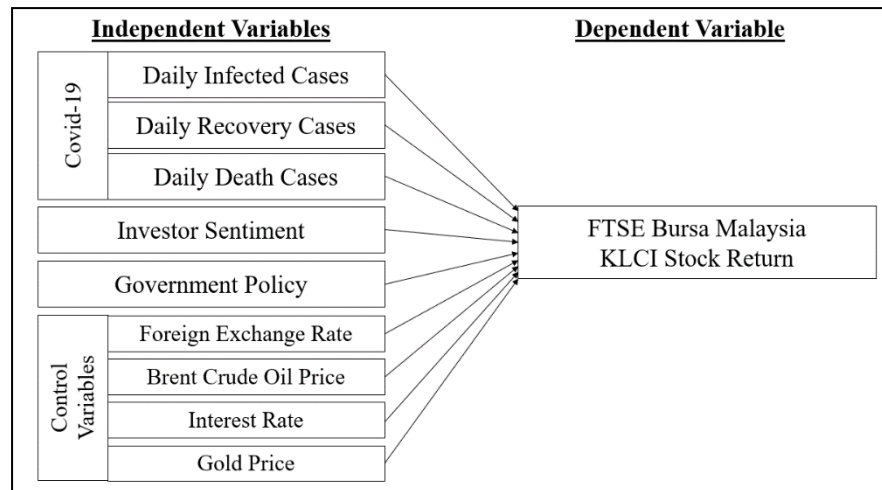 Independent Variables
Dependent Variable
Covid-19
Daily Infected Cases
Daily Recovery Cases
Daily Death Cases
Investor Sentiment
Government Policy
Control
Variables
Foreign Exchange Rate
Brent Crude Oil Price
Interest Rate
Gold Price
FTSE Bursa Malaysia
KLCI Stock Return